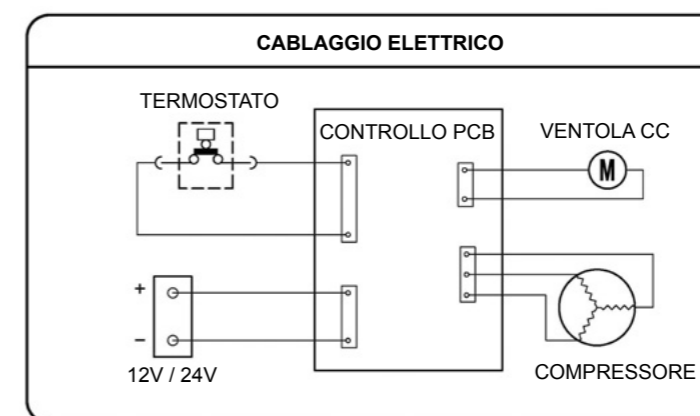 CABLAGGIO ELETTRICO
TERMOSTATO
CONTROLLO PCB
VENTOLA CC
M
+
−
12V / 24V
COMPRESSORE